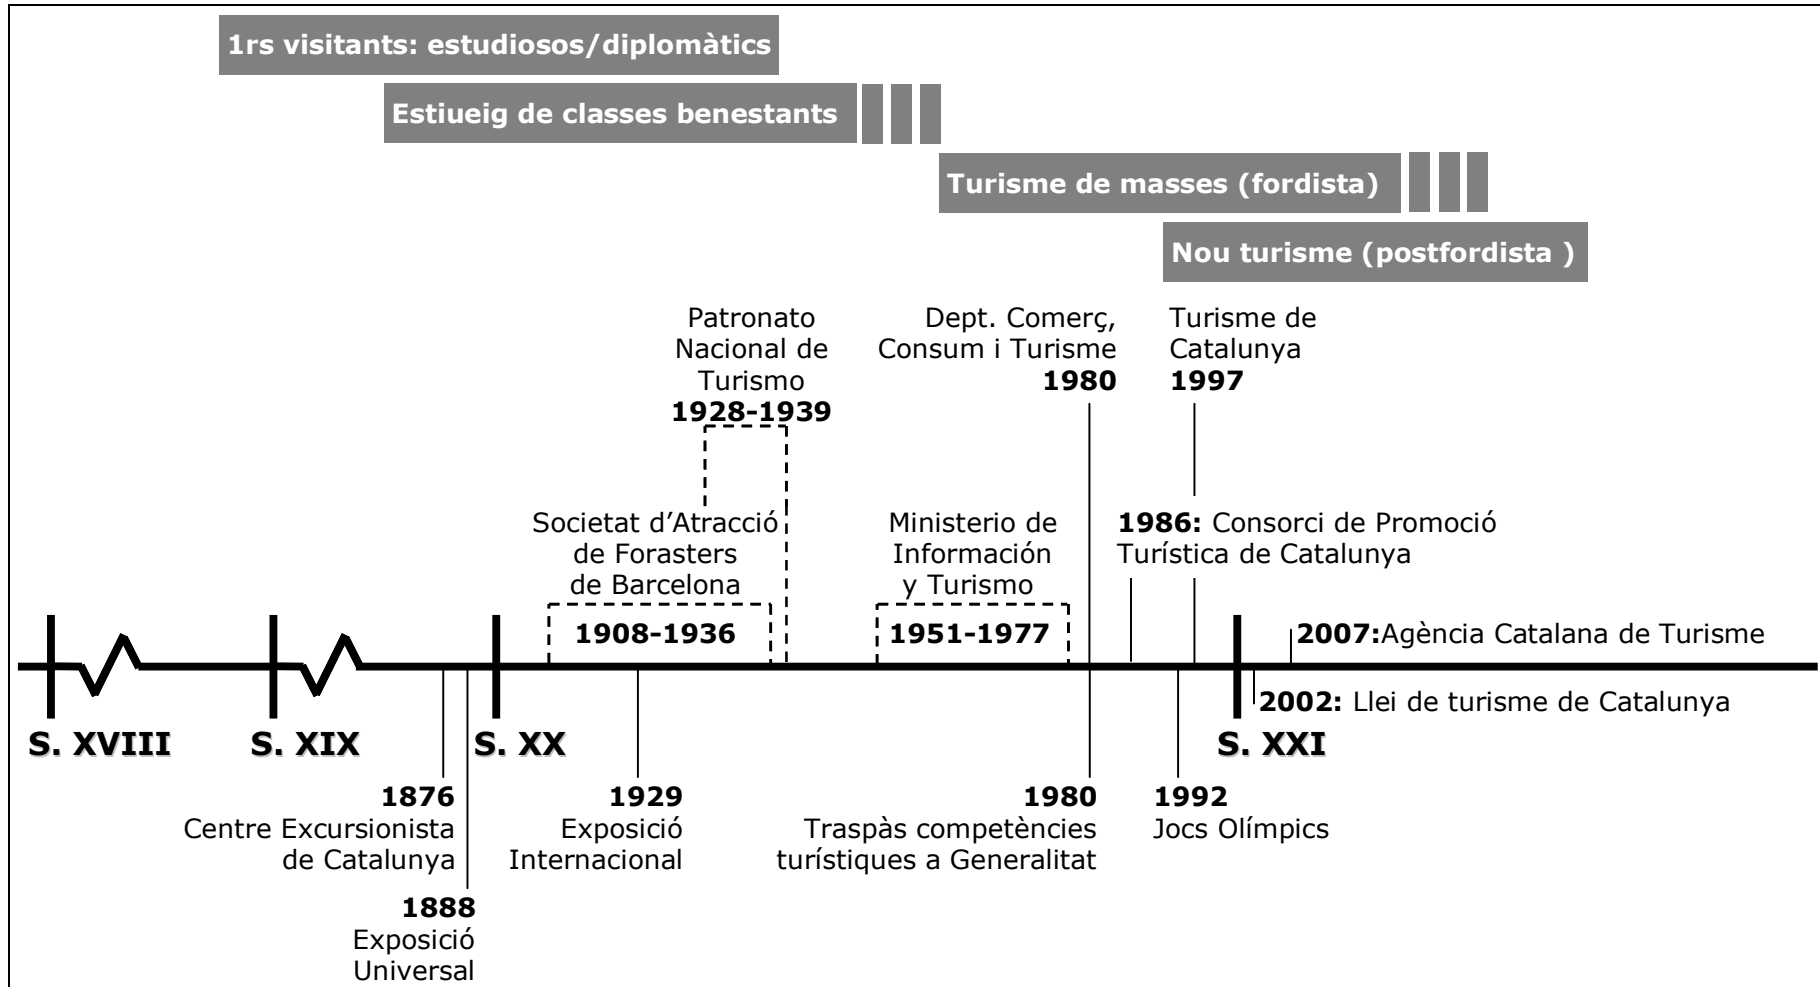 1rs visitants: estudiosos/diplomàtics
Estiueig de classes benestants
Turisme de masses (fordista)
Nou turisme (postfordista )
Patronato
Nacional de
Turismo
1928-1939
Dept. Comerç,
Consum i Turisme
1980
Turisme de
Catalunya
1997
Societat d’Atracció
de Forasters
de Barcelona
1908-1936
Ministerio de
Información
y Turismo
1951-1977
1986: Consorci de Promoció
Turística de Catalunya
2007:Agència Catalana de Turisme
2002: Llei de turisme de Catalunya
S. XVIII
S. XIX
S. XX
S. XXI
1876
Centre Excursionista
de Catalunya
1888
Exposició
Universal
1929
Exposició
Internacional
1980
Traspàs competències
turístiques a Generalitat
1992
Jocs Olímpics